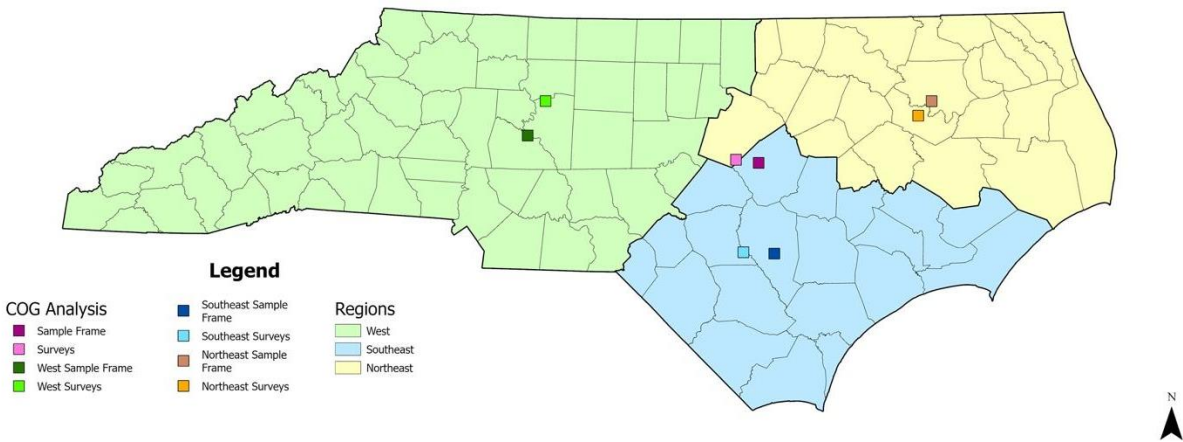 Legend
COG Analysis
Sample Frame
Surveys
West Sample Frame
West Surveys
Southeast Sample
Frame
Southeast Surveys
Northeast Sample
Frame
Northeast Surveys
Regions
West
Southeast
Northeast
N